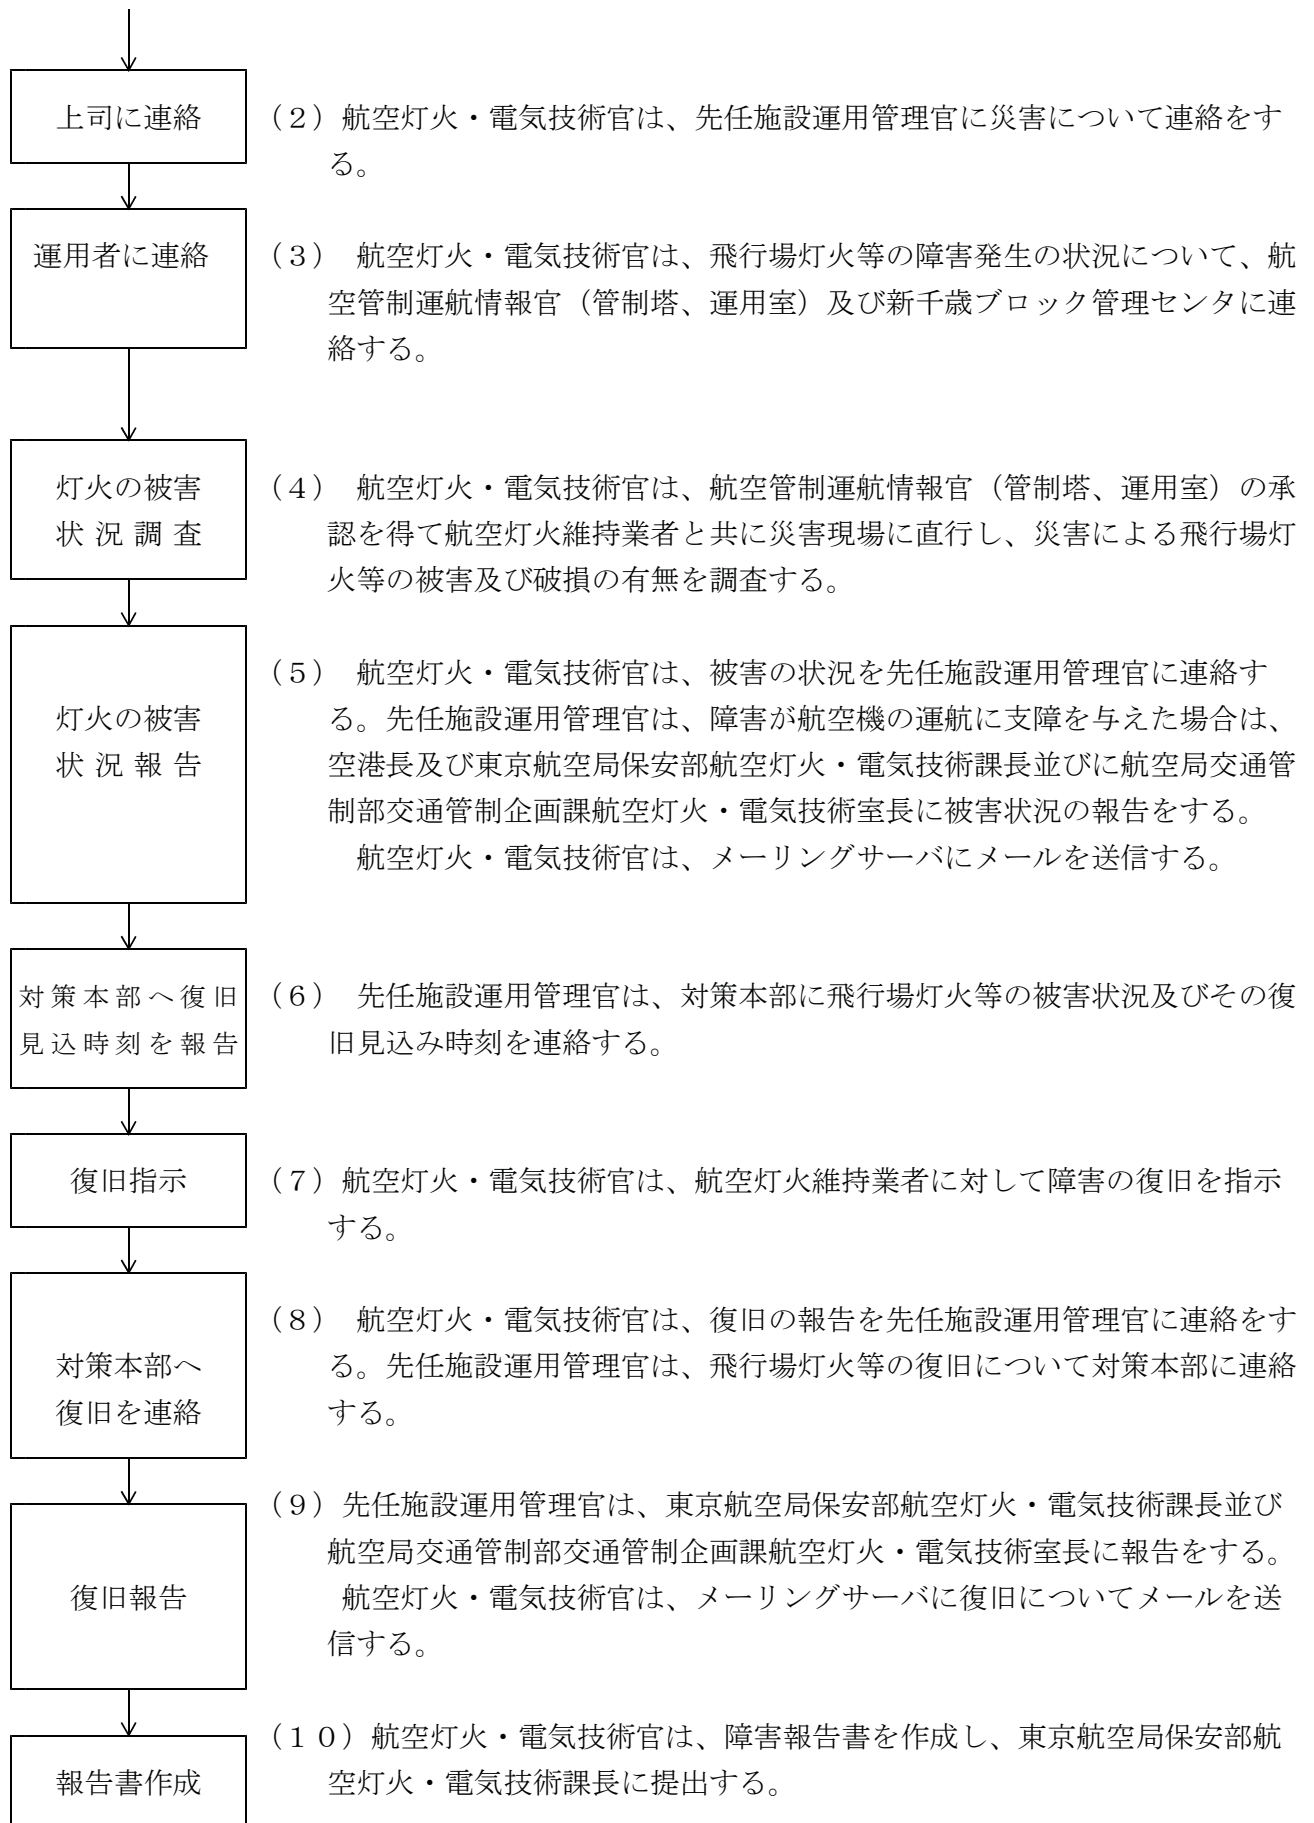 上司に連絡
（２）航空灯火・電気技術官は、先任施設運用管理官に災害について連絡をす
る。
運用者に連絡
（３）　航空灯火・電気技術官は、飛行場灯火等の障害発生の状況について、航
空管制運航情報官（管制塔、運用室）及び新千歳ブロック管理センタに連
絡する。
灯火の被害
状 況 調 査
（４）　航空灯火・電気技術官は、航空管制運航情報官（管制塔、運用室）の承
認を得て航空灯火維持業者と共に災害現場に直行し、災害による飛行場灯
火等の被害及び破損の有無を調査する。
灯火の被害
状 況 報 告
（５）　航空灯火・電気技術官は、被害の状況を先任施設運用管理官に連絡す
る。先任施設運用管理官は、障害が航空機の運航に支障を与えた場合は、
空港長及び東京航空局保安部航空灯火・電気技術課長並びに航空局交通管
制部交通管制企画課航空灯火・電気技術室長に被害状況の報告をする。
航空灯火・電気技術官は、メーリングサーバにメールを送信する。
対策本部へ復旧
見込時刻を報告
（６）　先任施設運用管理官は、対策本部に飛行場灯火等の被害状況及びその復
旧見込み時刻を連絡する。
復旧指示
（７）航空灯火・電気技術官は、航空灯火維持業者に対して障害の復旧を指示
する。
対策本部へ
復旧を連絡
（８）　航空灯火・電気技術官は、復旧の報告を先任施設運用管理官に連絡をす
る。先任施設運用管理官は、飛行場灯火等の復旧について対策本部に連絡
する。
復旧報告
（９）先任施設運用管理官は、東京航空局保安部航空灯火・電気技術課長並び
航空局交通管制部交通管制企画課航空灯火・電気技術室長に報告をする。
航空灯火・電気技術官は、メーリングサーバに復旧についてメールを送
信する。
報告書作成
（１０）航空灯火・電気技術官は、障害報告書を作成し、東京航空局保安部航
空灯火・電気技術課長に提出する。